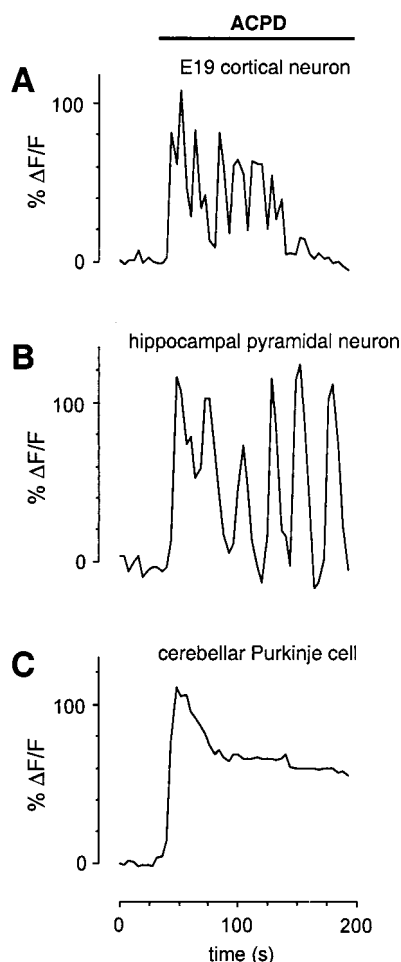 ACPD
A
E19 cortical neuron
100
0
% ΔF/F
B
hippocampal pyramidal neuron
100
0
% ΔF/F
C
cerebellar Purkinje cell
100
0
% ΔF/F
0 100 200
time (s)